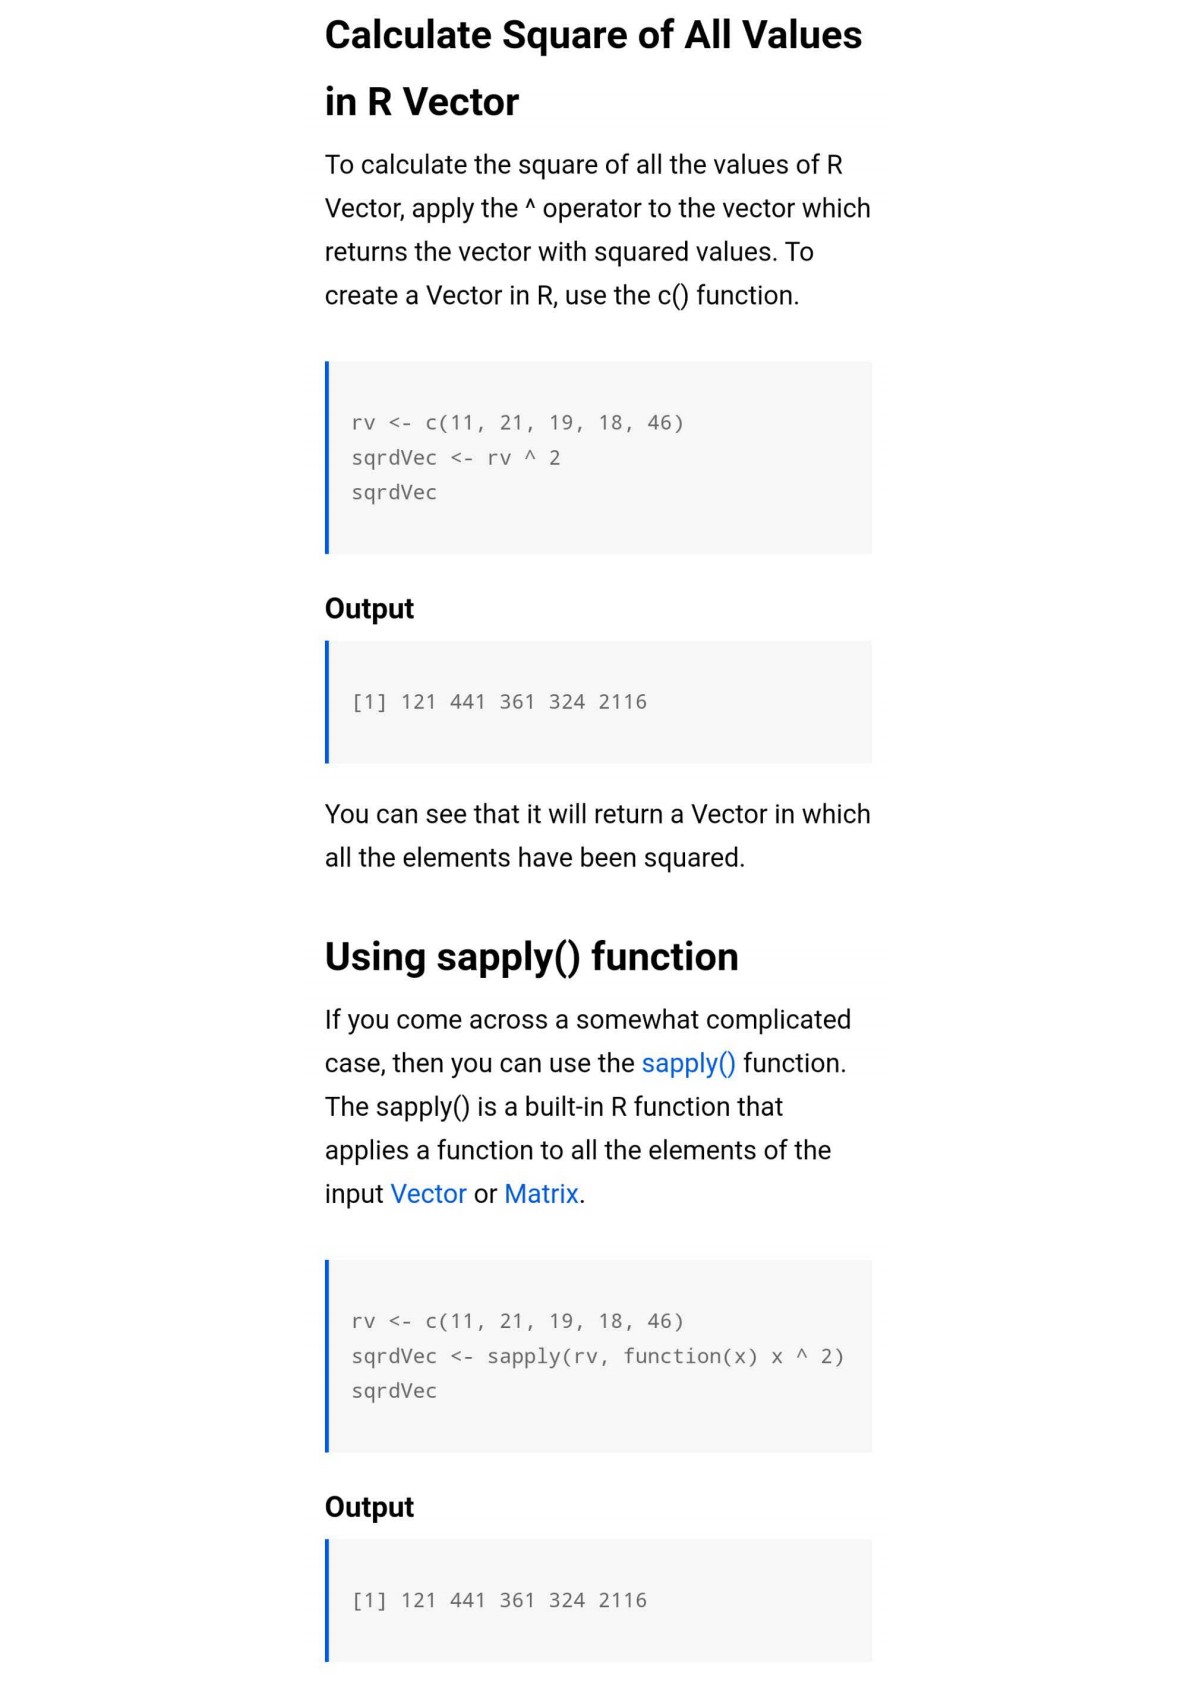 Calculate Square of All Values
in R Vector
To calculate the square of all the values of R
Vector, apply the ^ operator to the vector which
returns the vector with squared values. To
create a Vector in R, use the c() function.
rv <- c(11, 21, 19, 18, 46)
sqrdVec <- rv ^ 2
sqrdVec
Output
[1] 121 441 361 324 2116
You can see that it will return a Vector in which
all the elements have been squared.
Using sapply() function
If you come across a somewhat complicated
case, then you can use the sapply() function.
The sapply() is a built-in R function that
applies a function to all the elements of the
input Vector or Matrix.
rv <- c(11, 21, 19, 18, 46)
sqrdVec <- sapply(rv, function(x) x ^ 2)
sqrdVec
Output
[1] 121 441 361 324 2116